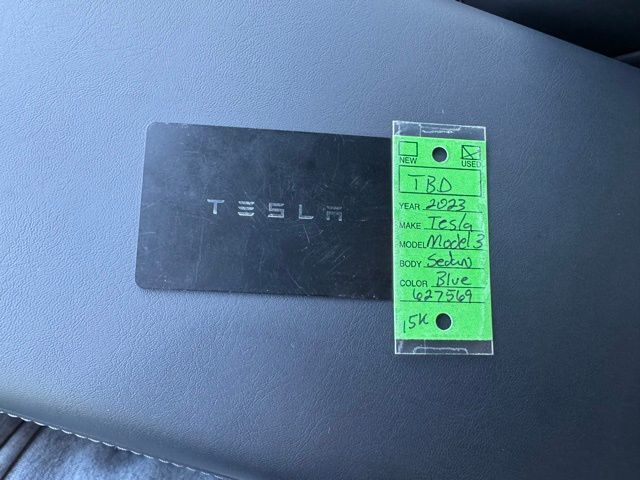 TESLA
NEW USED
TBD
YEAR 2023
MAKE Tesla
MODEL Model 3
BODY Sedan
COLOR Blue
627569
15K